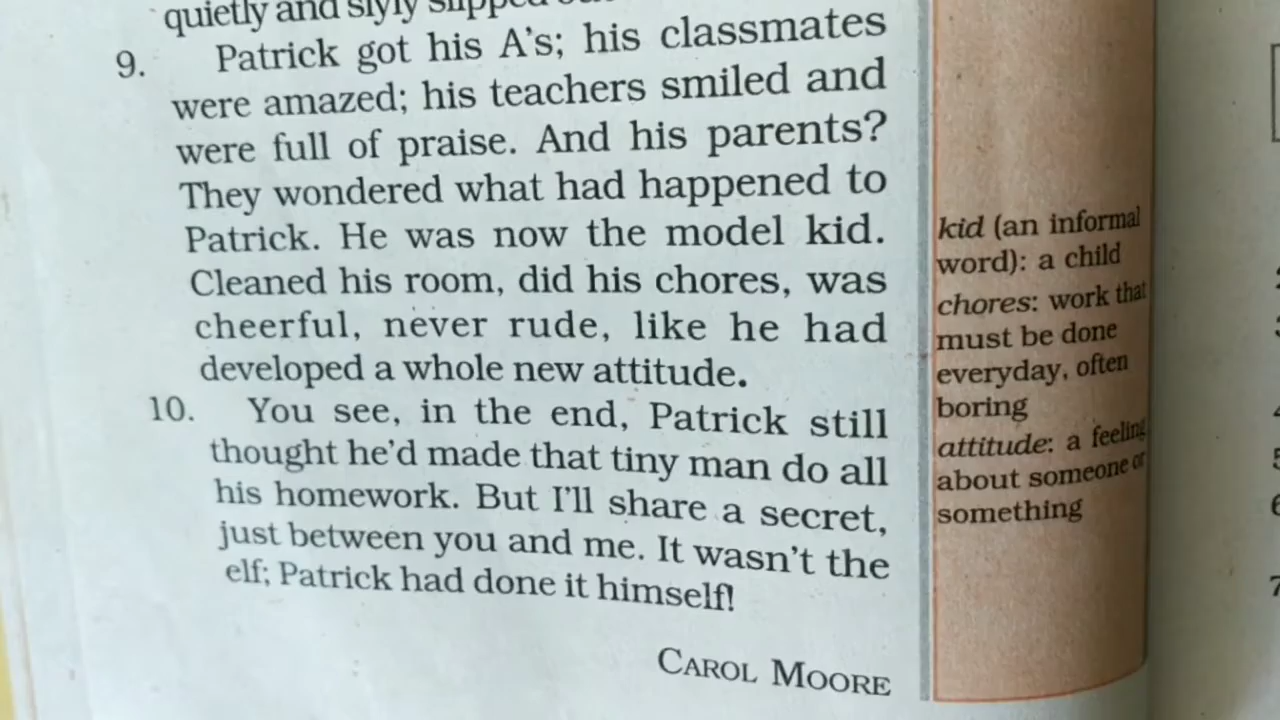 quietly and slyly slipped
9. Patrick got his A's; his classmates
were amazed; his teachers smiled and
were full of praise. And his parents?
They wondered what had happened to
Patrick. He was now the model kid.
Cleaned his room, did his chores, was
cheerful, never rude, like he had
developed a whole new attitude.
10. You see, in the end, Patrick still
thought he'd made that tiny man do all
his homework. But I'll share a secret,
just between you and me. It wasn't the
elf; Patrick had done it himself!
CAROL MOORE
kid (an informal
word): a child
chores: work that
must be done
everyday, often
boring
attitude: a feeling
about someone or
something